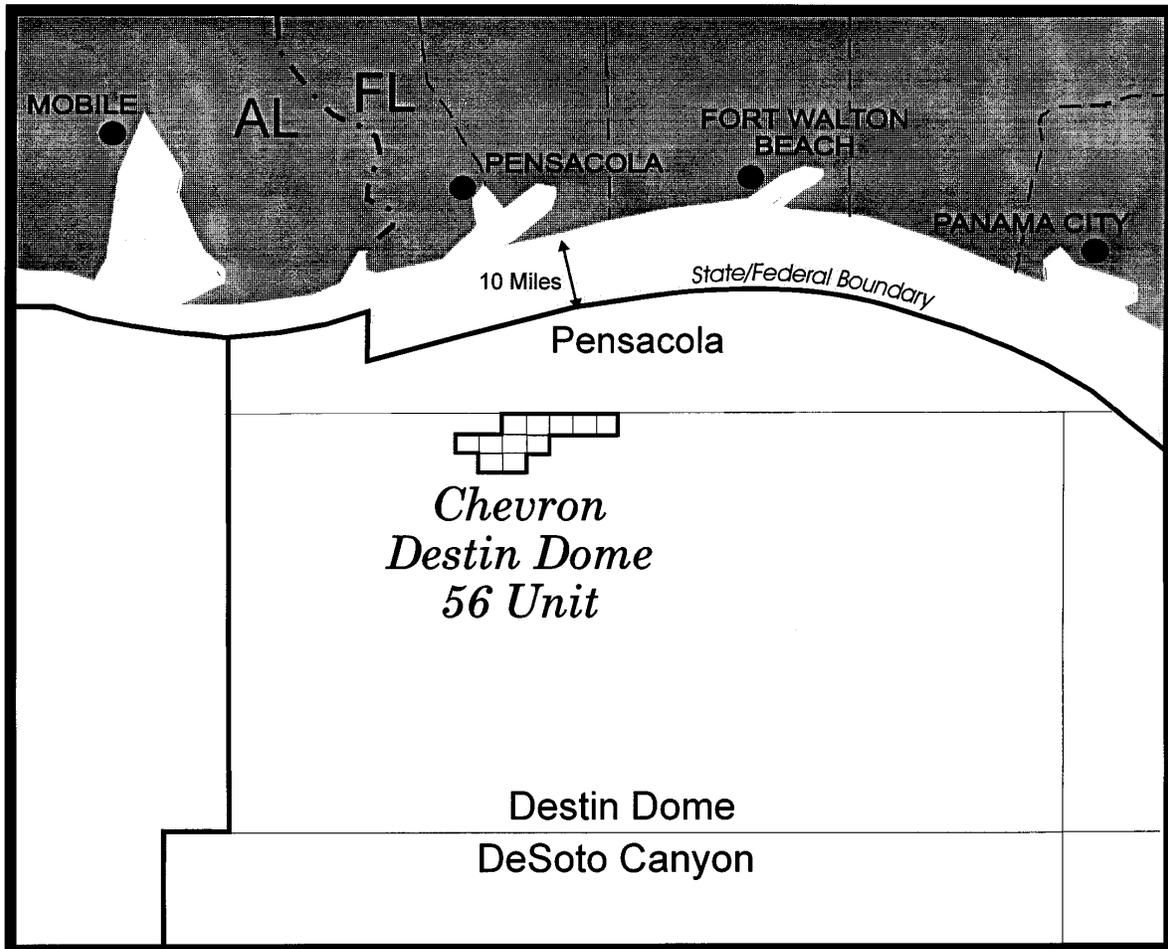 MOBILE
AL
FL
PENSACOLA
FORT WALTON
BEACH
PANAMA CITY
10 Miles
State/Federal Boundary
Pensacola
Chevron
Destin Dome
56 Unit
Destin Dome
DeSoto Canyon